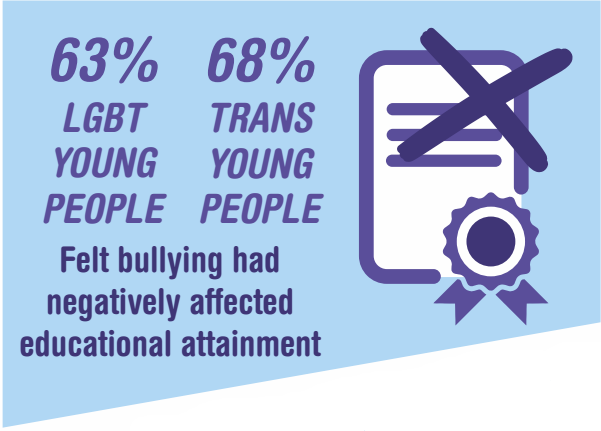 63%
LGBT
YOUNG
PEOPLE
68%
TRANS
YOUNG
PEOPLE
Felt bullying had
negatively affected
educational attainment